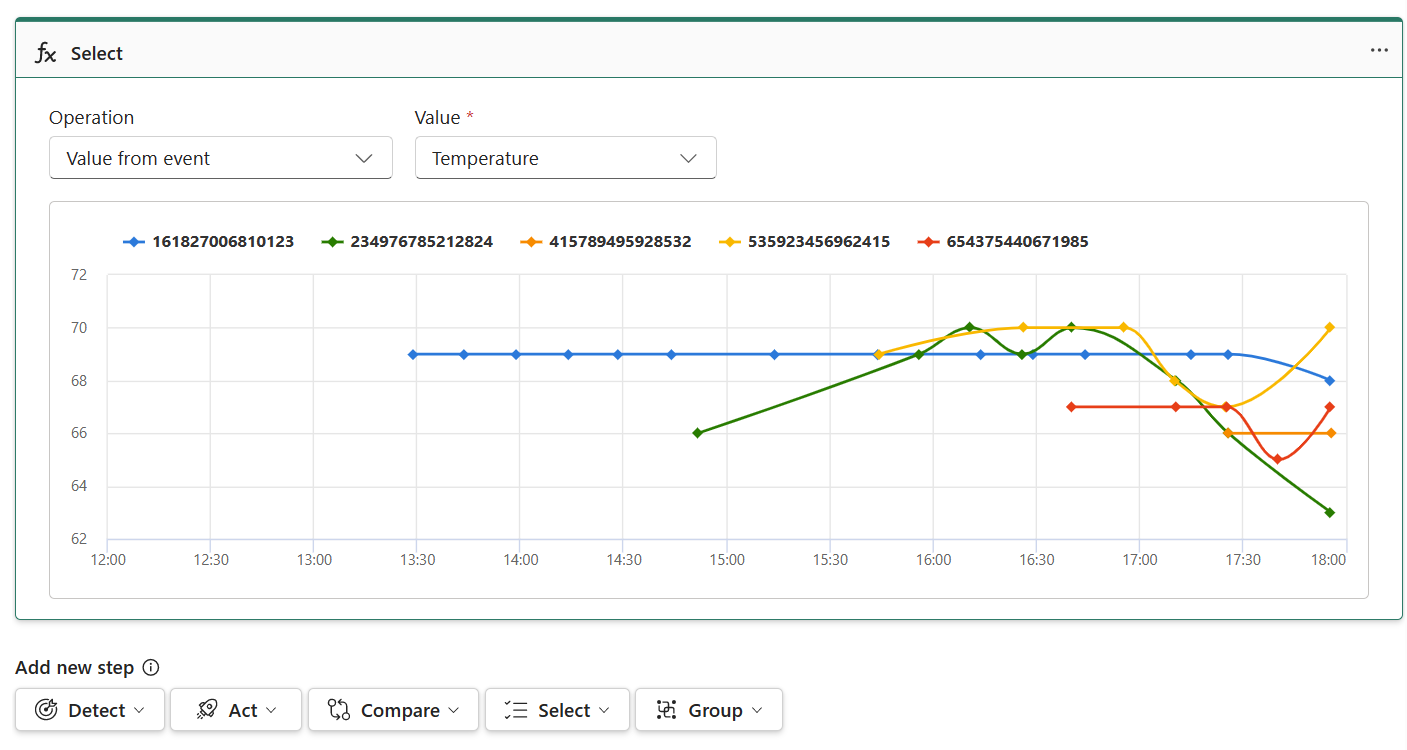 fx Select
Operation Value *
Value from event Temperature
161827006810123 234976785212824 415789495928532 535923456962415 654375440671985
72
70
68
66
64
62
12:00 12:30 13:00 13:30 14:00 14:30 15:00 15:30 16:00 16:30 17:00 17:30 18:00
Add new step
Detect Act Compare Select Group